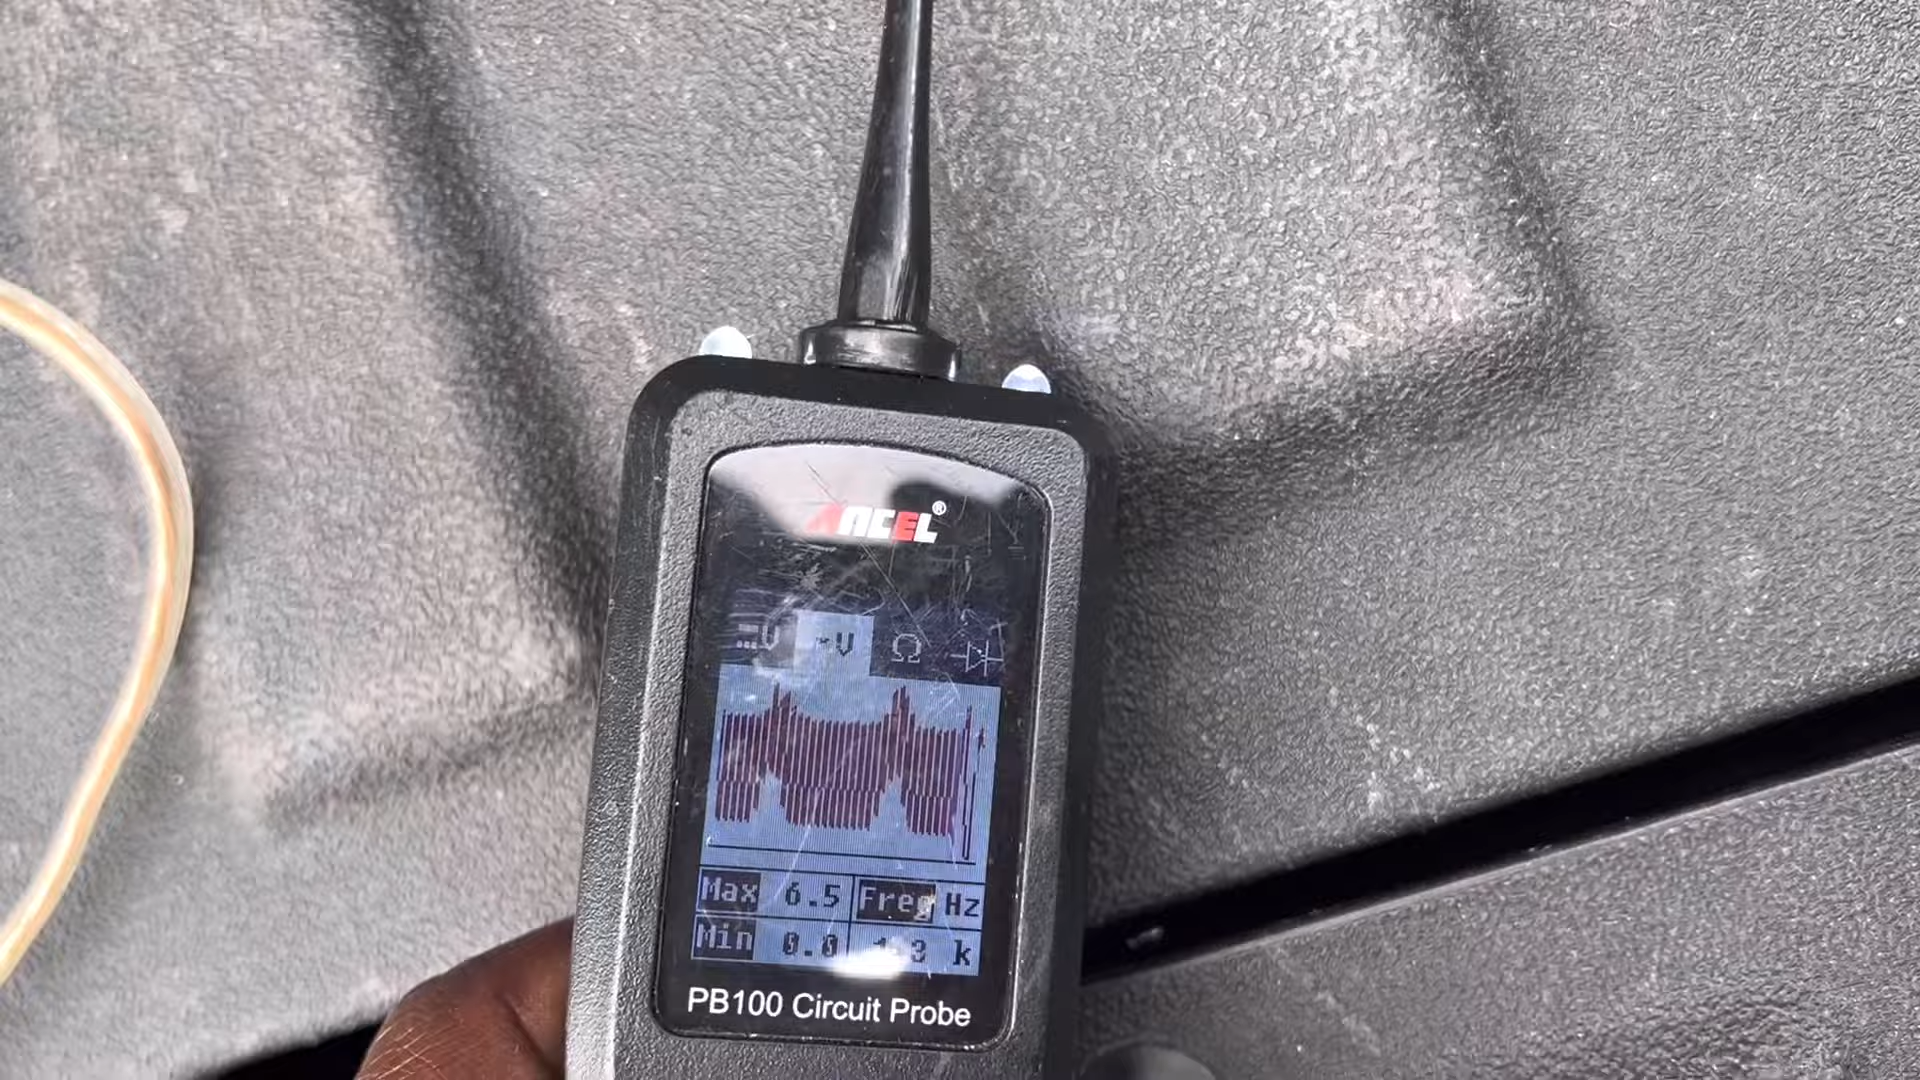 ANCEL®
⎓V ~V Ω
Max 6.5 Freq Hz
Min 0.0 k
PB100 Circuit Probe